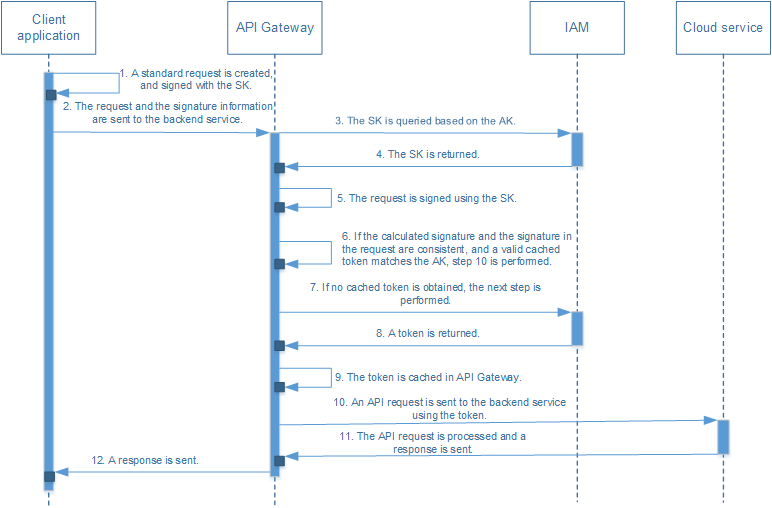 Client
application
API Gateway
IAM
Cloud service
1. A standard request is created,
and signed with the SK.
2. The request and the signature information
are sent to the backend service.
3. The SK is queried based on the AK.
4. The SK is returned.
5. The request is signed using the SK.
6. If the calculated signature and the signature in
the request are consistent, and a valid cached
token matches the AK, step 10 is performed.
7. If no cached token is obtained, the next step is
performed.
8. A token is returned.
9. The token is cached in API Gateway.
10. An API request is sent to the backend service
using the token.
11. The API request is processed and a
response is sent.
12. A response is sent.